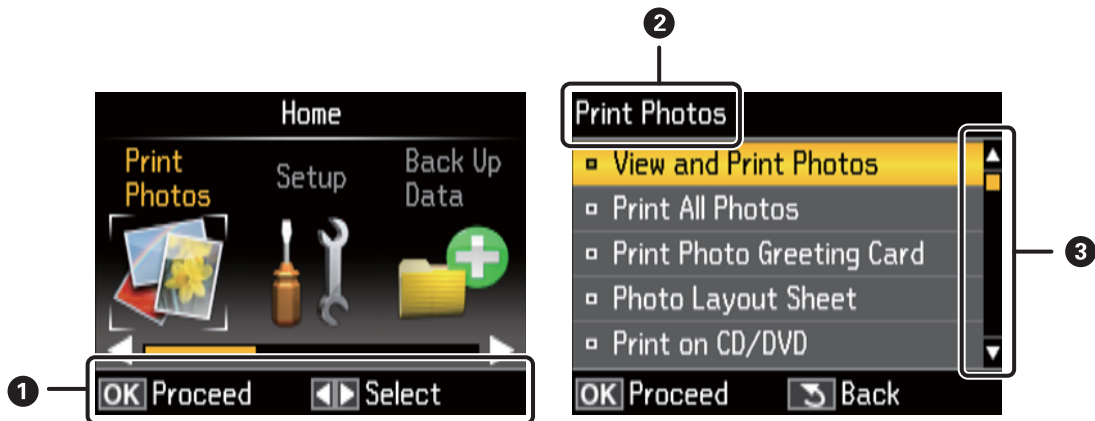 2
Home
Print Photos
Setup
Back Up Data
1
OK Proceed Select
Print Photos
View and Print Photos
Print All Photos
Print Photo Greeting Card
Photo Layout Sheet
Print on CD/DVD
3
OK Proceed Back